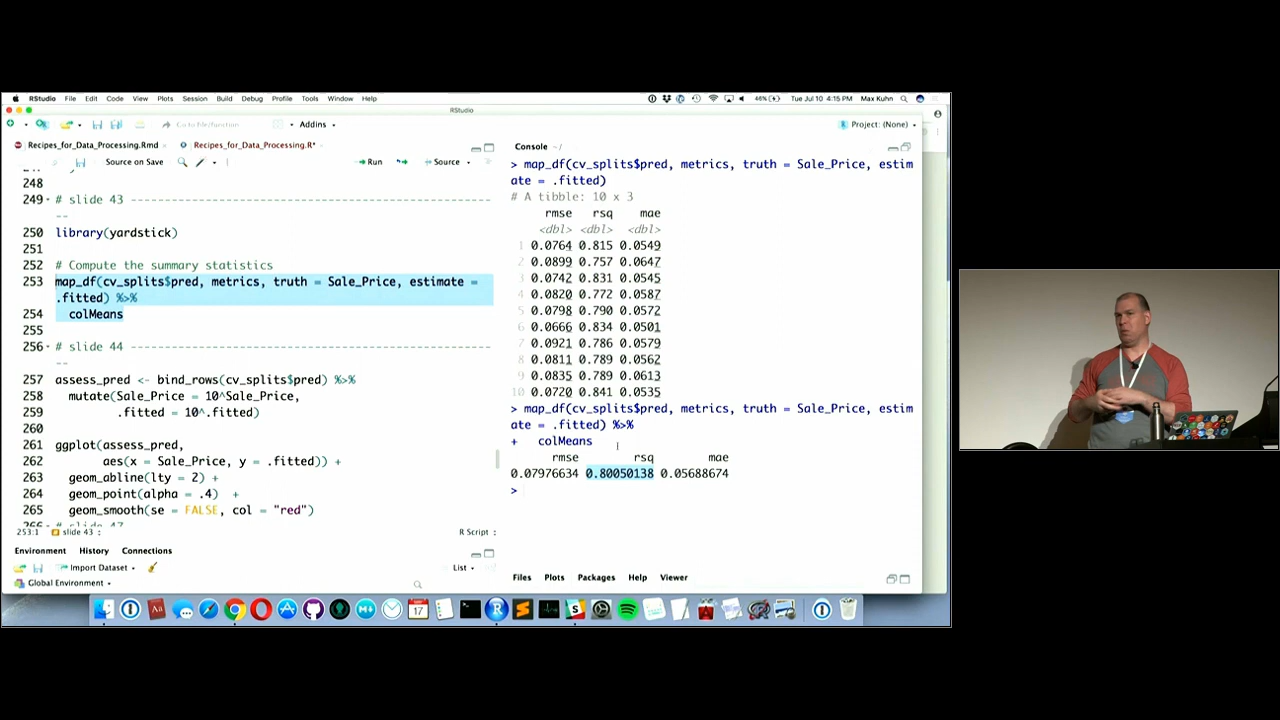 RStudio File Edit Code View Plots Session Build Debug Profile Tools Window Help 46% Tue Jul 10 4:15 PM Max Kuhn
RStudio
Go to file/function Addins Project: (None)
Recipes_for_Data_Processing.Rmd Recipes_for_Data_Processing.R*
Source on Save Run Source
248
249 # slide 43 --------------------------------------------------
--
250 library(yardstick)
251
252 # Compute the summary statistics
253 map_df(cv_splits$pred, metrics, truth = Sale_Price, estimate =
.fitted) %>%
254 colMeans
255
256 # slide 44 --------------------------------------------------
--
257 assess_pred <- bind_rows(cv_splits$pred) %>%
258 mutate(Sale_Price = 10^Sale_Price,
259 .fitted = 10^.fitted)
260
261 ggplot(assess_pred,
262 aes(x = Sale_Price, y = .fitted)) +
263 geom_abline(lty = 2) +
264 geom_point(alpha = .4) +
265 geom_smooth(se = FALSE, col = "red")
253:1 slide 43 R Script
Environment History Connections
Import Dataset List
Global Environment
Console ~/
> map_df(cv_splits$pred, metrics, truth = Sale_Price, estim
ate = .fitted)
# A tibble: 10 x 3
rmse rsq mae
<dbl> <dbl> <dbl>
1 0.0764 0.815 0.0549
2 0.0899 0.757 0.0647
3 0.0742 0.831 0.0545
4 0.0820 0.772 0.0587
5 0.0798 0.790 0.0572
6 0.0666 0.834 0.0501
7 0.0921 0.786 0.0579
8 0.0811 0.789 0.0562
9 0.0835 0.789 0.0613
10 0.0720 0.841 0.0535
> map_df(cv_splits$pred, metrics, truth = Sale_Price, estim
ate = .fitted) %>%
+ colMeans
rmse rsq mae
0.07976634 0.80050138 0.05688674
>
Files Plots Packages Help Viewer
17